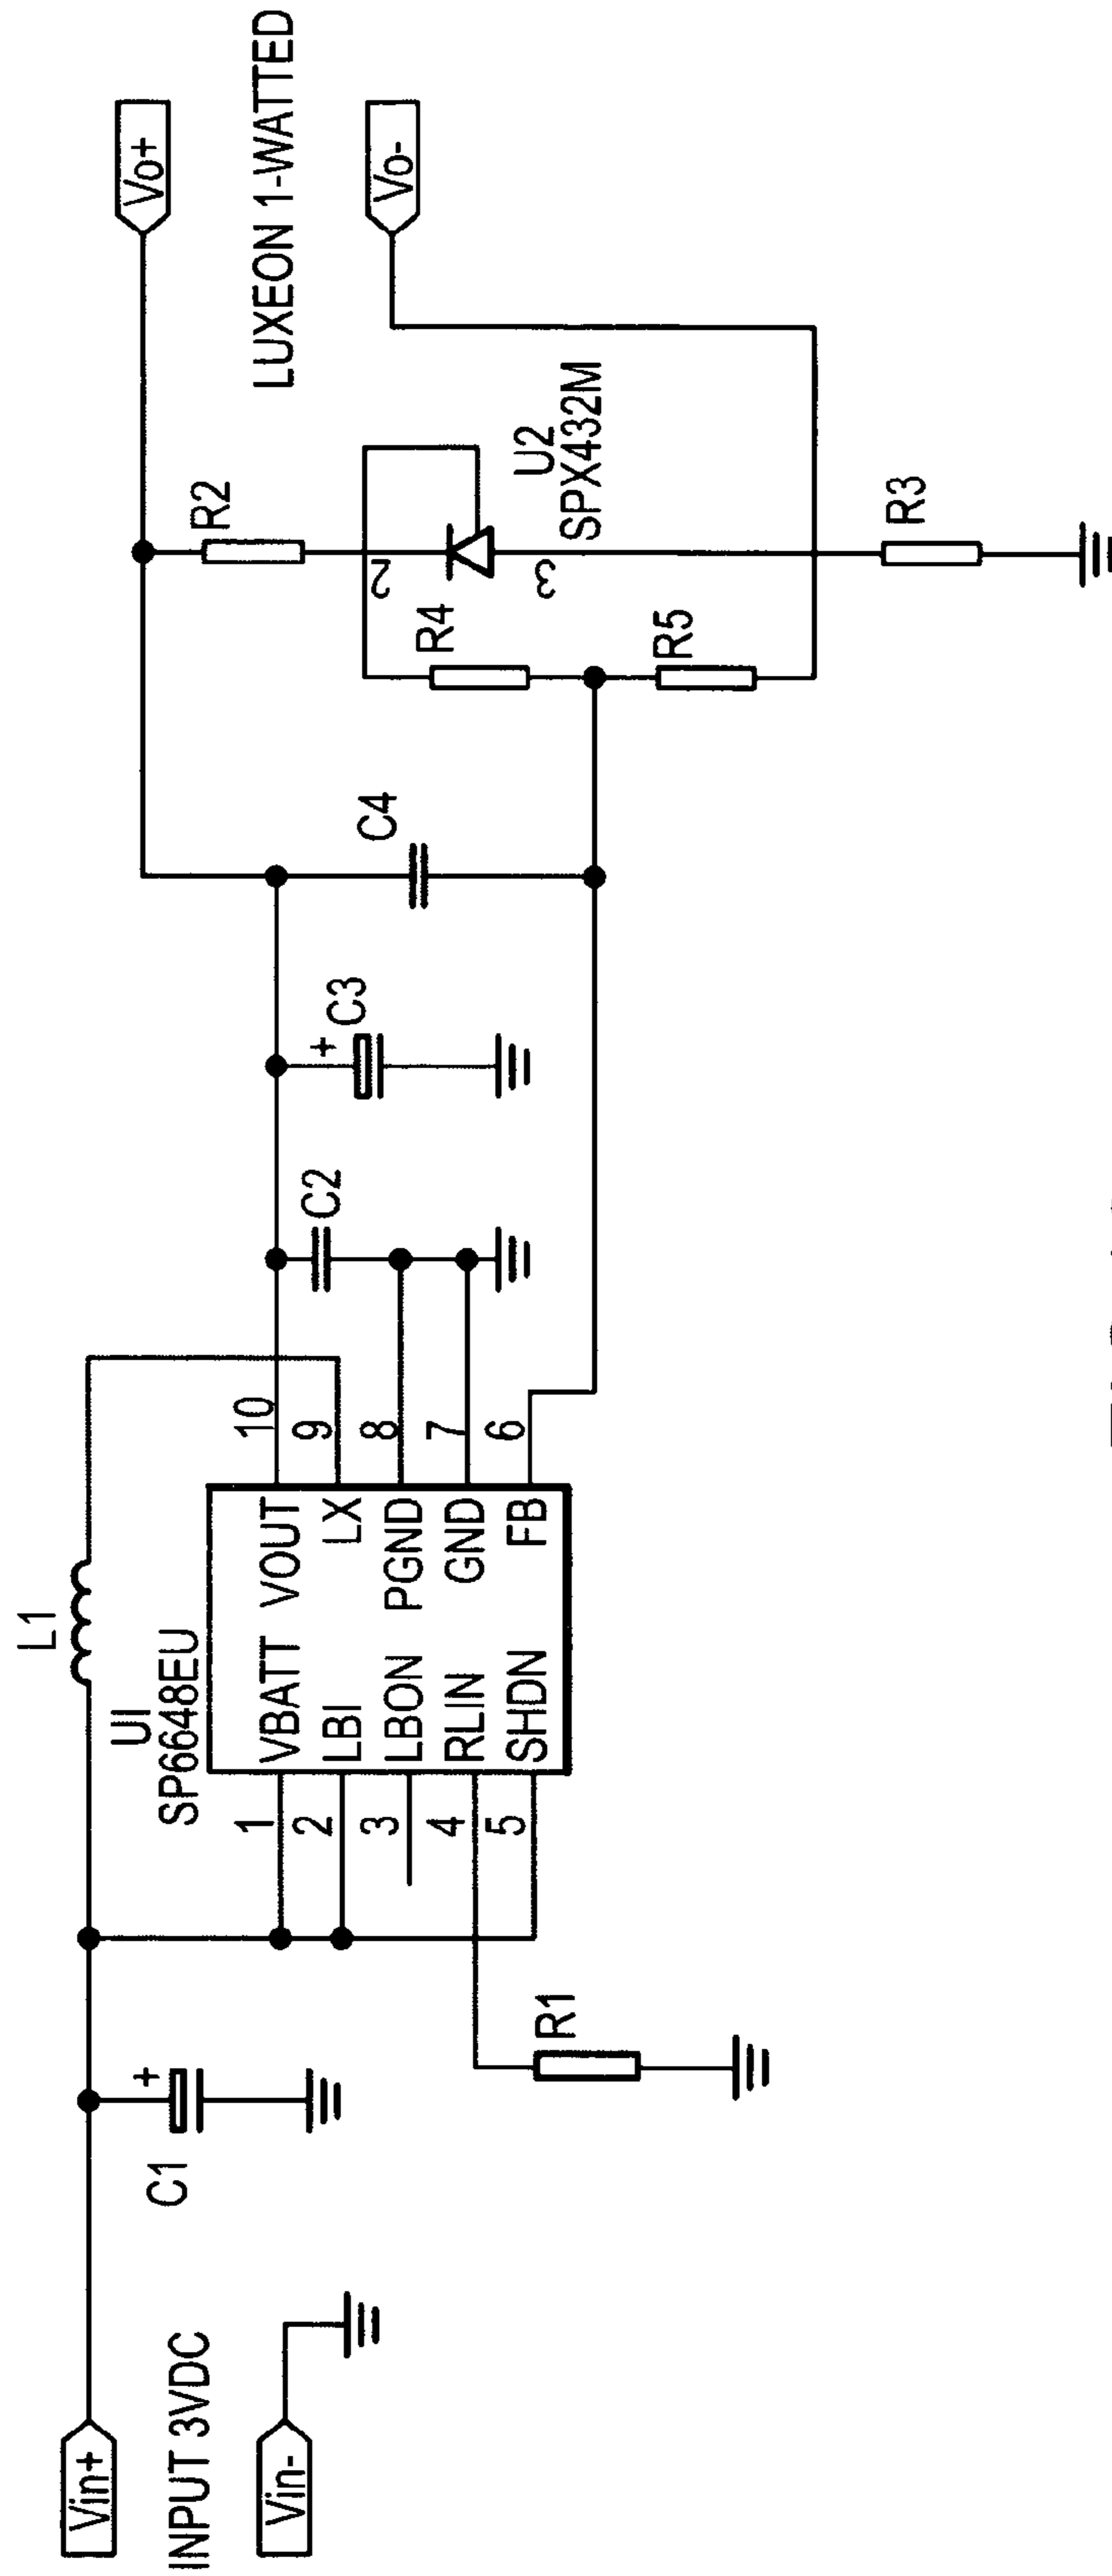 Vin+
INPUT 3VDC
Vin-
C1
+
R1
L1
UI
SP6648EU
1
2
3
4
5
VBATT VOUT
LBI LX
LBON PGND
RLIN GND
SHDN FB
10
9
8
7
6
C2
+
C3
C4
R2
2
R4
3
R5
U2
SPX432M
R3
Vo+
LUXEON 1-WATTED
Vo-